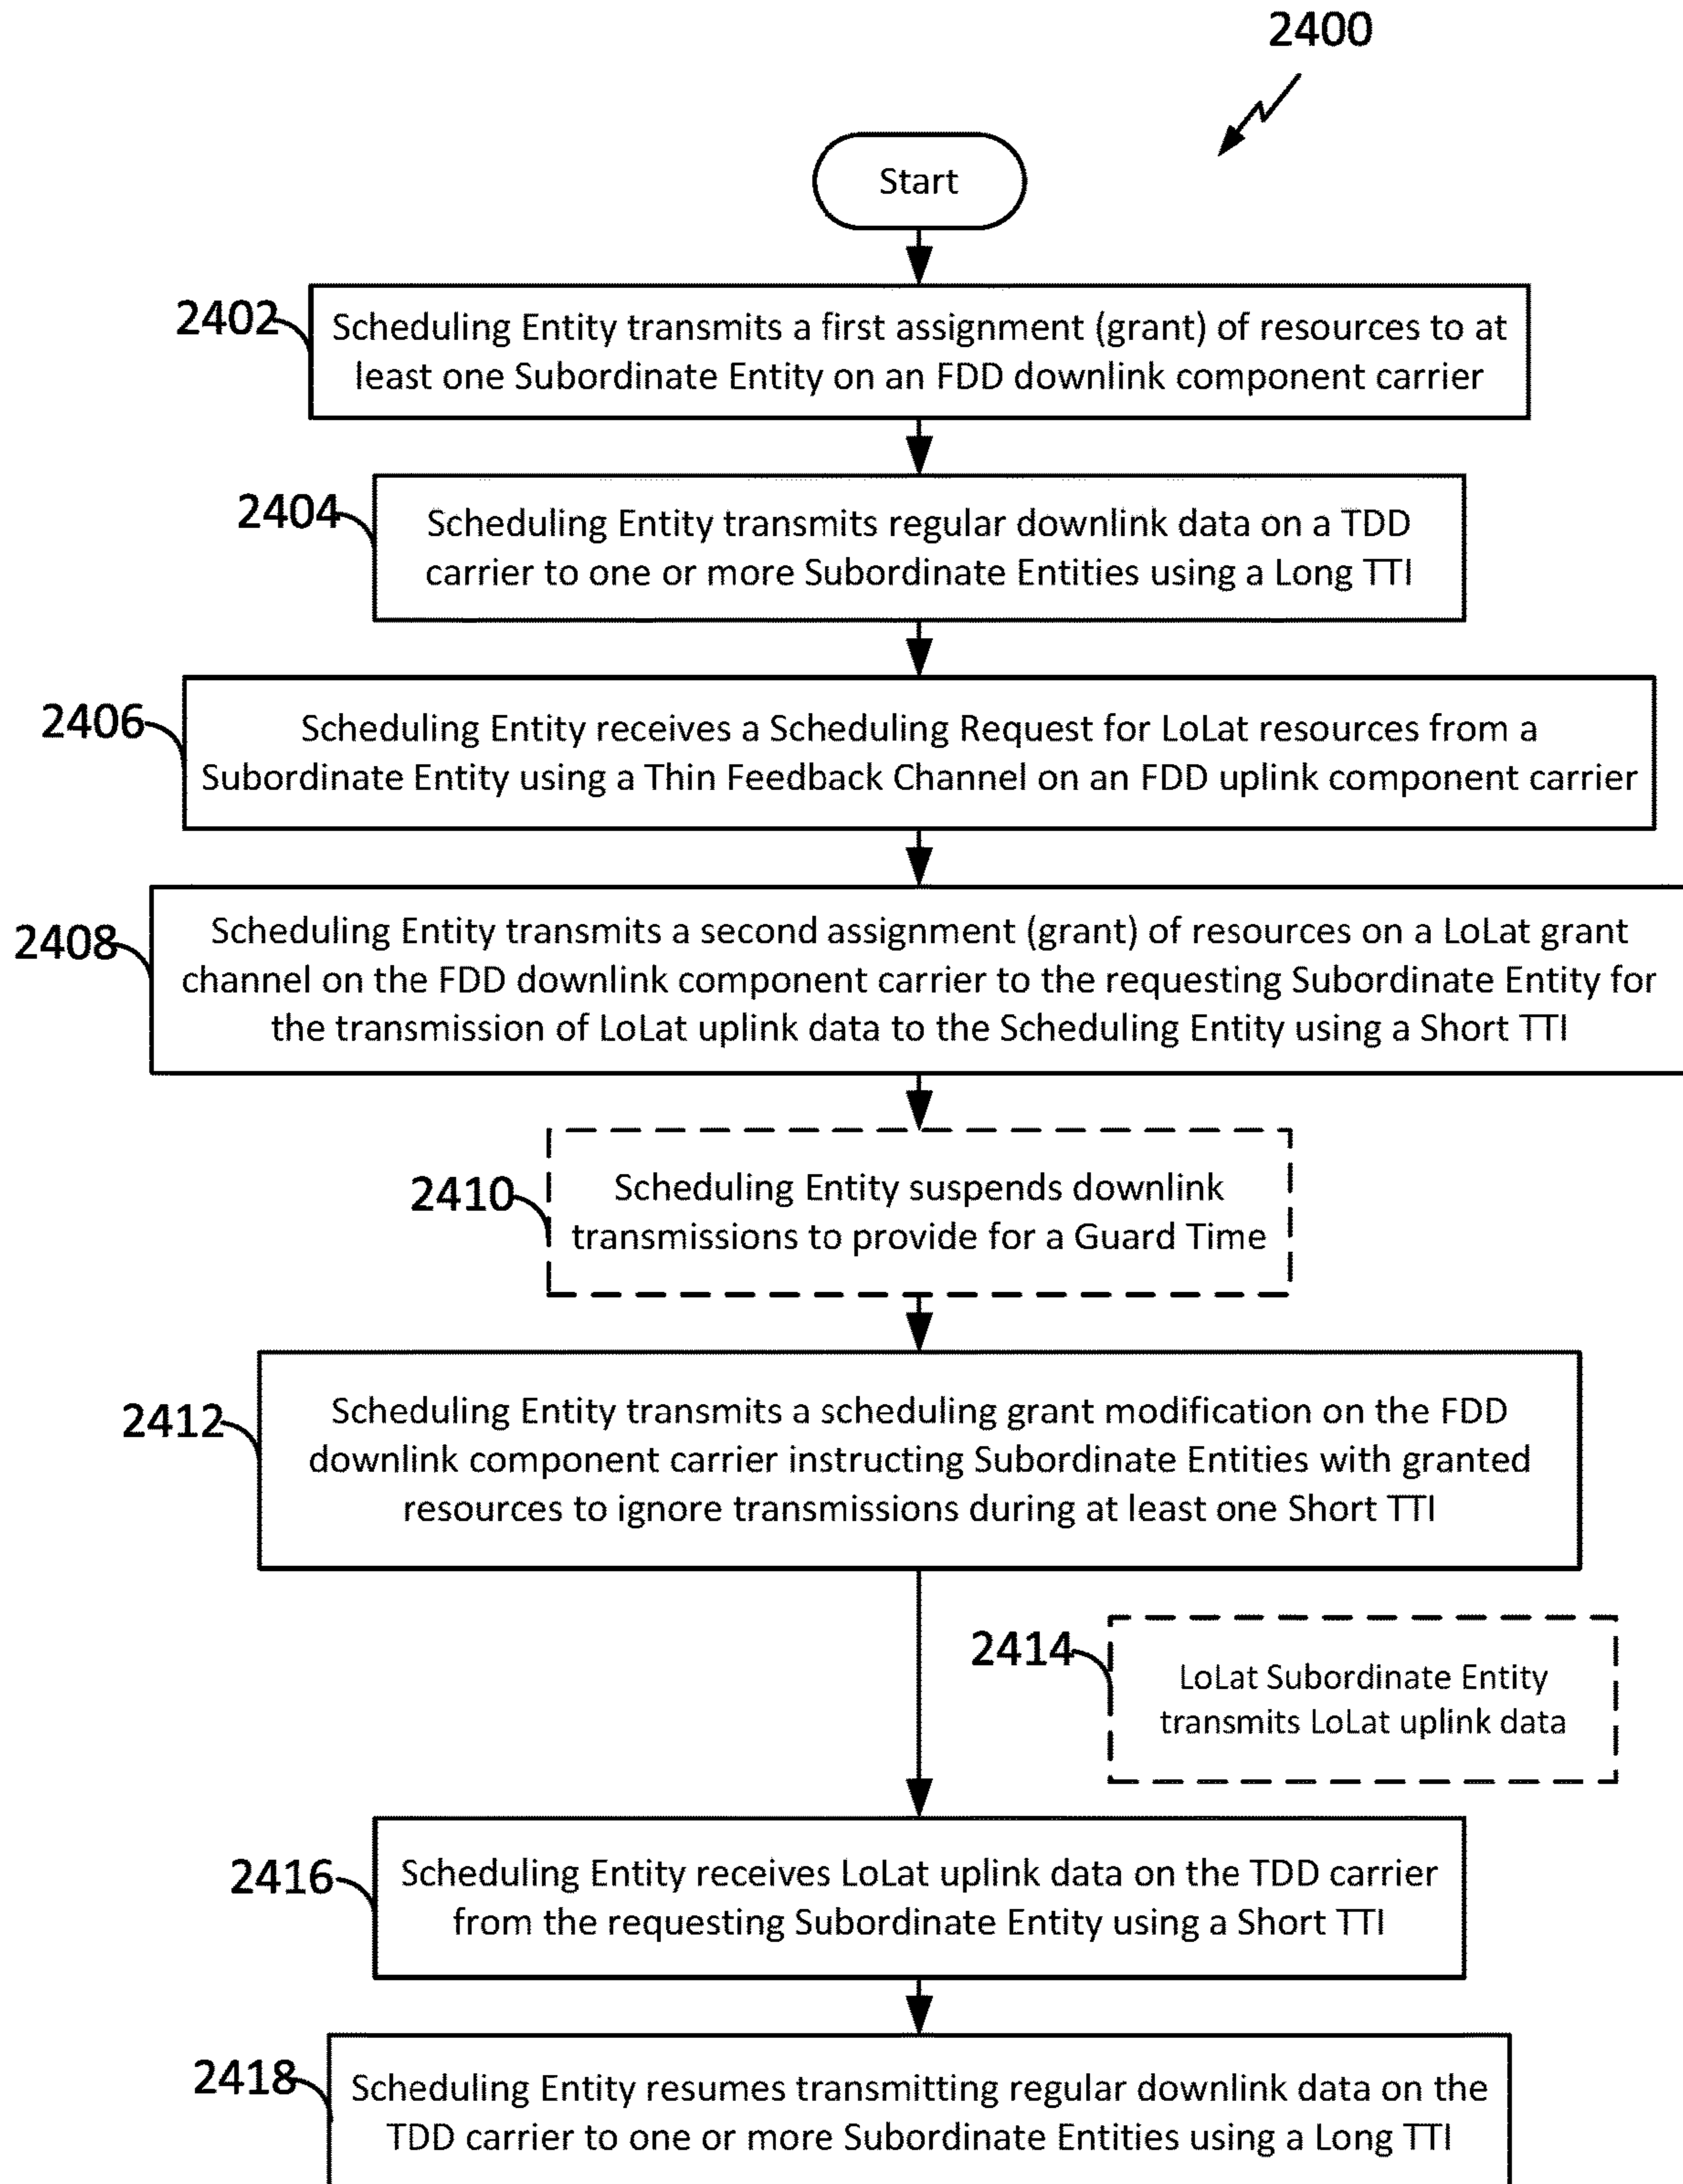 2400
Start
2402
Scheduling Entity transmits a first assignment (grant) of resources to at
least one Subordinate Entity on an FDD downlink component carrier
2404
Scheduling Entity transmits regular downlink data on a TDD
carrier to one or more Subordinate Entities using a Long TTI
2406
Scheduling Entity receives a Scheduling Request for LoLat resources from a
Subordinate Entity using a Thin Feedback Channel on an FDD uplink component carrier
2408
Scheduling Entity transmits a second assignment (grant) of resources on a LoLat grant
channel on the FDD downlink component carrier to the requesting Subordinate Entity for
the transmission of LoLat uplink data to the Scheduling Entity using a Short TTI
2410
Scheduling Entity suspends downlink
transmissions to provide for a Guard Time
2412
Scheduling Entity transmits a scheduling grant modification on the FDD
downlink component carrier instructing Subordinate Entities with granted
resources to ignore transmissions during at least one Short TTI
2414
LoLat Subordinate Entity
transmits LoLat uplink data
2416
Scheduling Entity receives LoLat uplink data on the TDD carrier
from the requesting Subordinate Entity using a Short TTI
2418
Scheduling Entity resumes transmitting regular downlink data on the
TDD carrier to one or more Subordinate Entities using a Long TTI